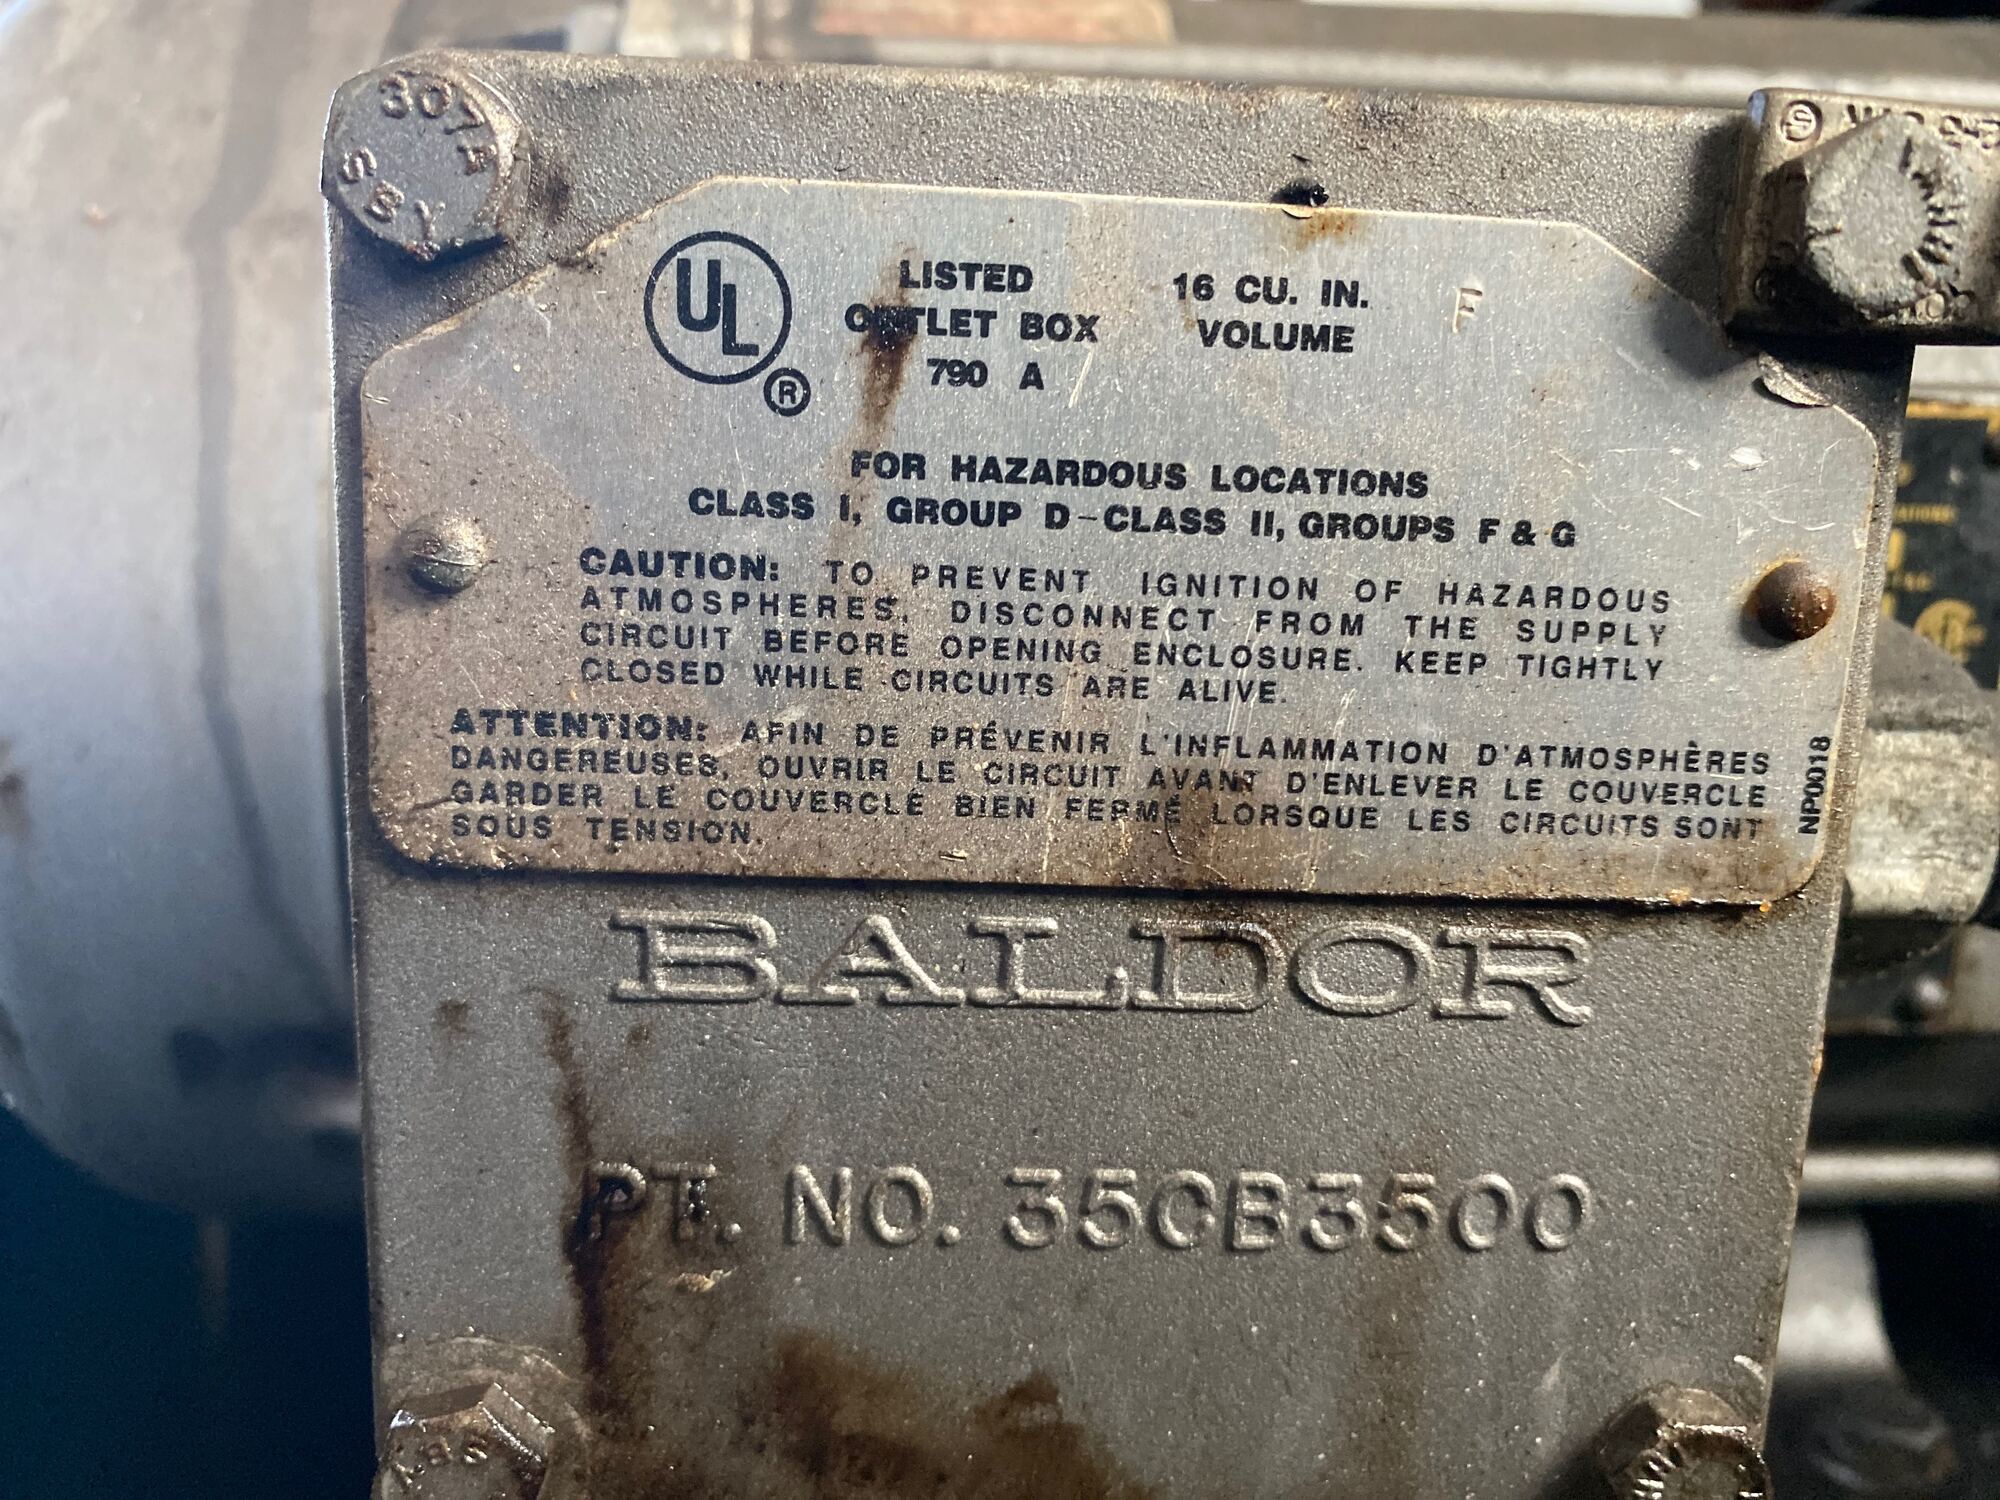 307A
SBY
UL
®
LISTED
OUTLET BOX
790 A
16 CU. IN.
VOLUME
F
FOR HAZARDOUS LOCATIONS
CLASS I, GROUP D-CLASS II, GROUPS F & G
CAUTION: TO PREVENT IGNITION OF HAZARDOUS
ATMOSPHERES, DISCONNECT FROM THE SUPPLY
CIRCUIT BEFORE OPENING ENCLOSURE. KEEP TIGHTLY
CLOSED WHILE CIRCUITS ARE ALIVE.
ATTENTION: AFIN DE PRÉVENIR L'INFLAMMATION D'ATMOSPHÈRES
DANGEREUSES, OUVRIR LE CIRCUIT AVANT D'ENLEVER LE COUVERCLE
GARDER LE COUVERCLE BIEN FERMÉ LORSQUE LES CIRCUITS SONT
SOUS TENSION.
NP0018
BALDOR
PT. NO. 35CB3500
SBY